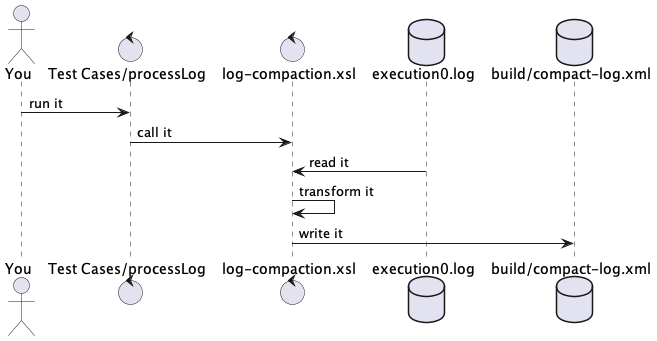 You Test Cases/processLog log-compaction.xsl execution0.log build/compact-log.xml
run it
call it
read it
transform it
write it
You Test Cases/processLog log-compaction.xsl execution0.log build/compact-log.xml